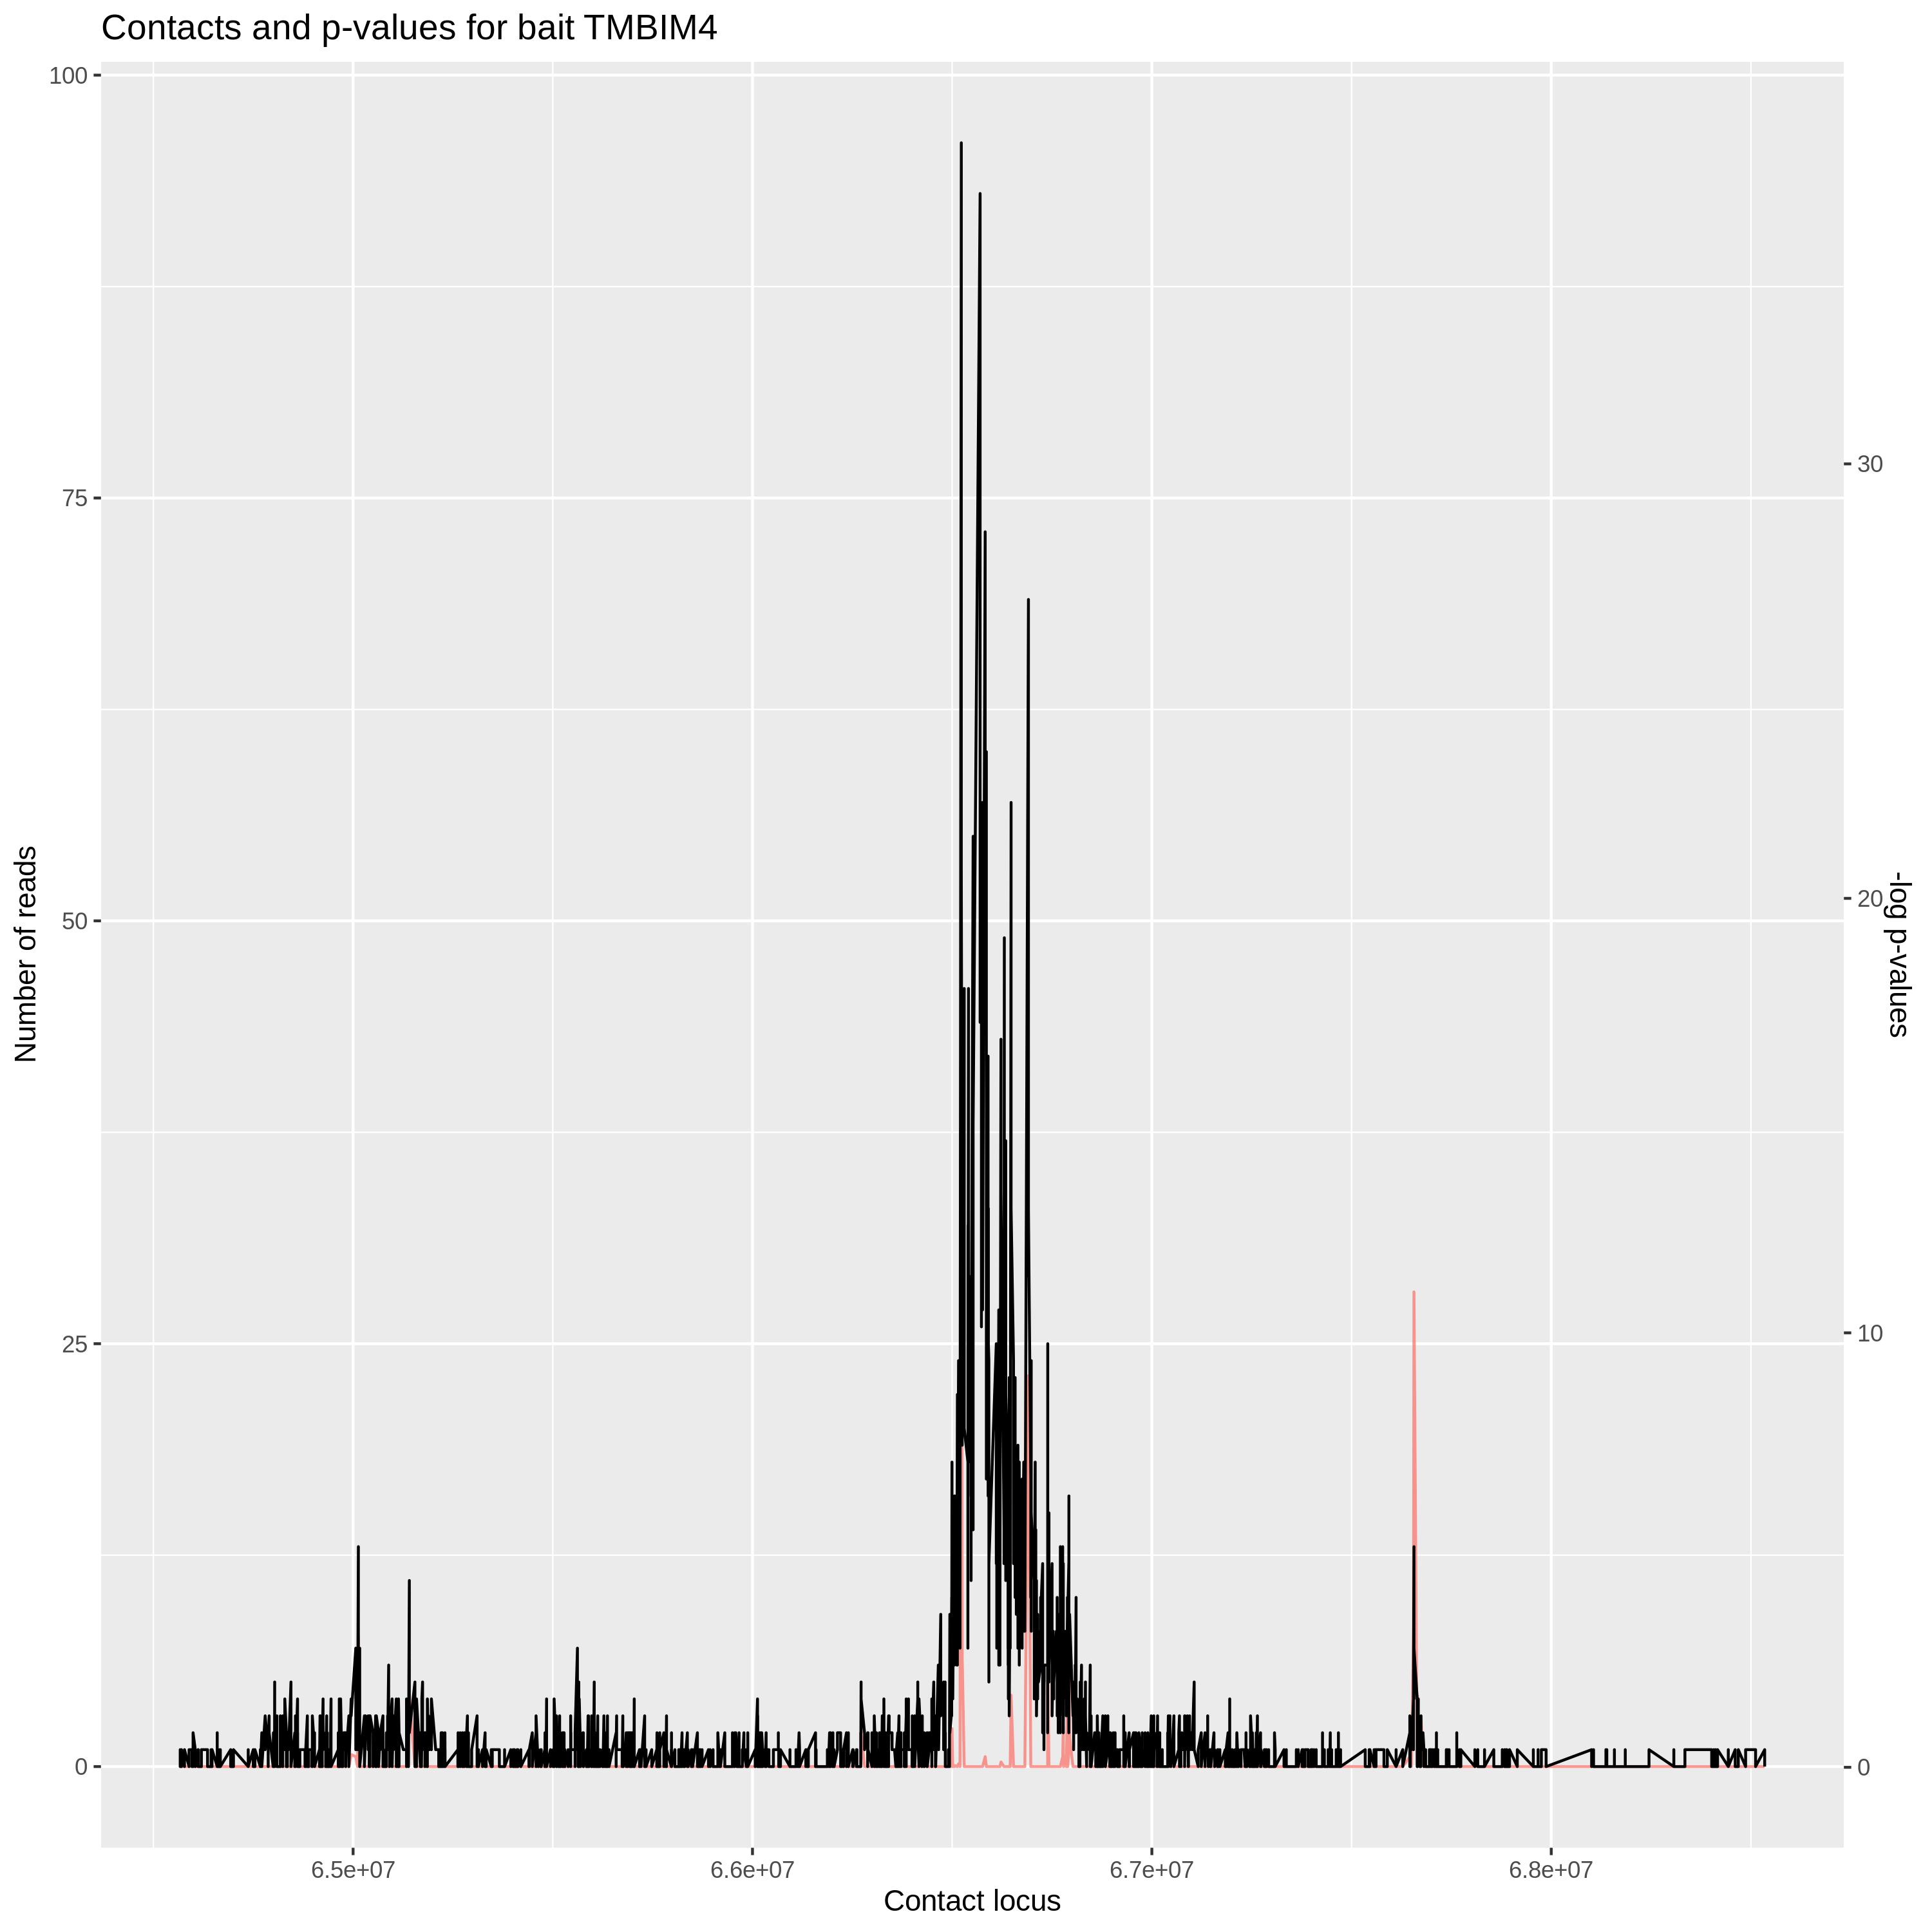 Contacts and p-values for bait TMBIM4
100
75
50
25
0
Number of reads
30
20
10
0
-log p-values
6.5e+07
6.6e+07
6.7e+07
6.8e+07
Contact locus